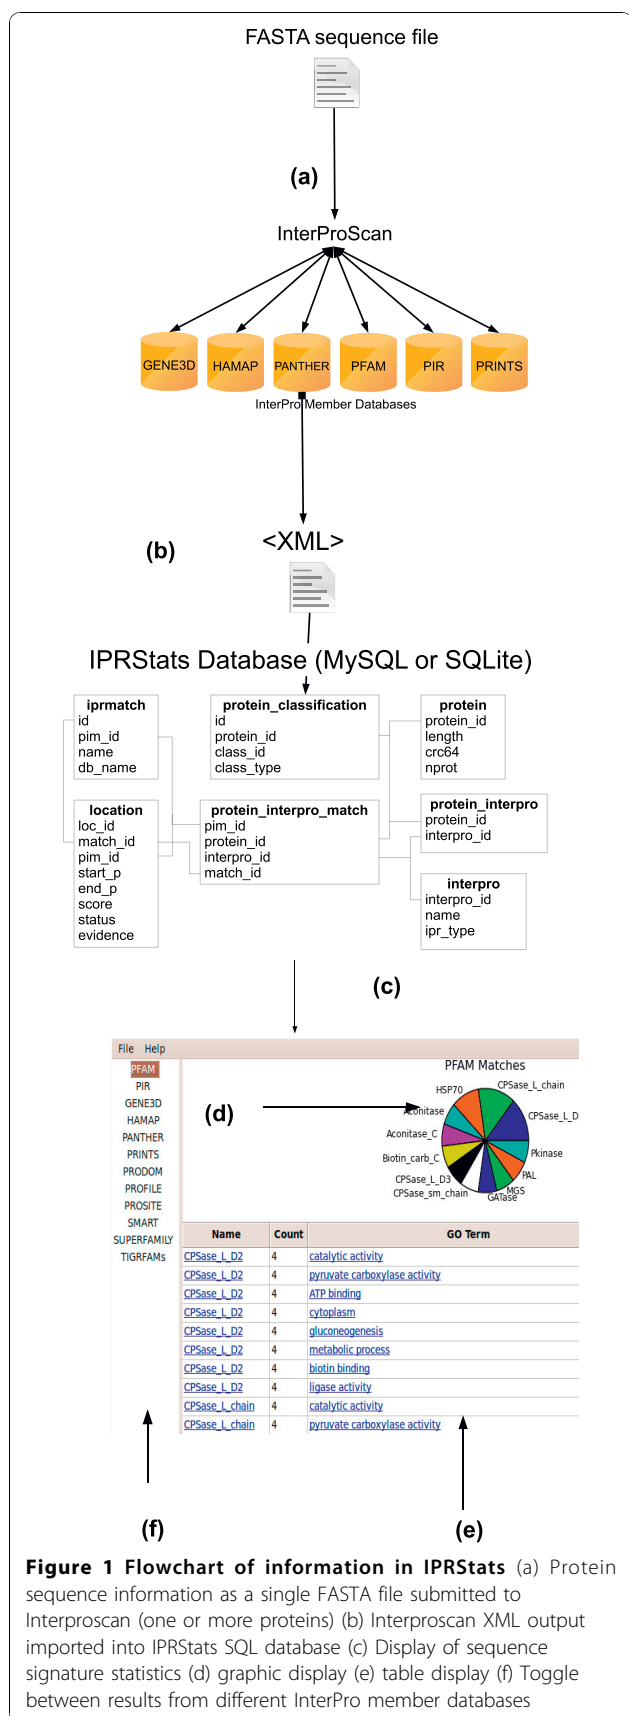 FASTA sequence file
(a)
InterProScan
GENE3D HAMAP PANTHER PFAM PIR PRINTS
InterPro Member Databases
(b)
<XML>
IPRStats Database (MySQL or SQLite)
iprmatch
id
pim_id
name
db_name
protein_classification
id
protein_id
class_id
class_type
protein
protein_id
length
crc64
nprot
location
loc_id
match_id
pim_id
start_p
end_p
score
status
evidence
protein_interpro_match
pim_id
protein_id
interpro_id
match_id
protein_interpro
protein_id
interpro_id
interpro
interpro_id
name
ipr_type
(c)
File Help
PFAM
PIR
GENE3D
HAMAP
PANTHER
PRINTS
PRODOM
PROFILE
PROSITE
SMART
SUPERFAMILY
TIGRFAMs
(d)
PFAM Matches
CPSase_L_chain
HSP70
CPSase_L_D
Aconitase
Aconitase_C
Pkinase
Biotin_carb_C
PAL
CPSase_L_D3
MGS
CPSase_sm_chain
GATase
Name Count GO Term
CPSase_L_D2 4 catalytic activity
CPSase_L_D2 4 pyruvate carboxylase activity
CPSase_L_D2 4 ATP binding
CPSase_L_D2 4 cytoplasm
CPSase_L_D2 4 gluconeogenesis
CPSase_L_D2 4 metabolic process
CPSase_L_D2 4 biotin binding
CPSase_L_D2 4 ligase activity
CPSase_L_chain 4 catalytic activity
CPSase_L_chain 4 pyruvate carboxylase activity
(f)
(e)
Figure 1 Flowchart of information in IPRStats (a) Protein
sequence information as a single FASTA file submitted to
Interproscan (one or more proteins) (b) Interproscan XML output
imported into IPRStats SQL database (c) Display of sequence
signature statistics (d) graphic display (e) table display (f) Toggle
between results from different InterPro member databases